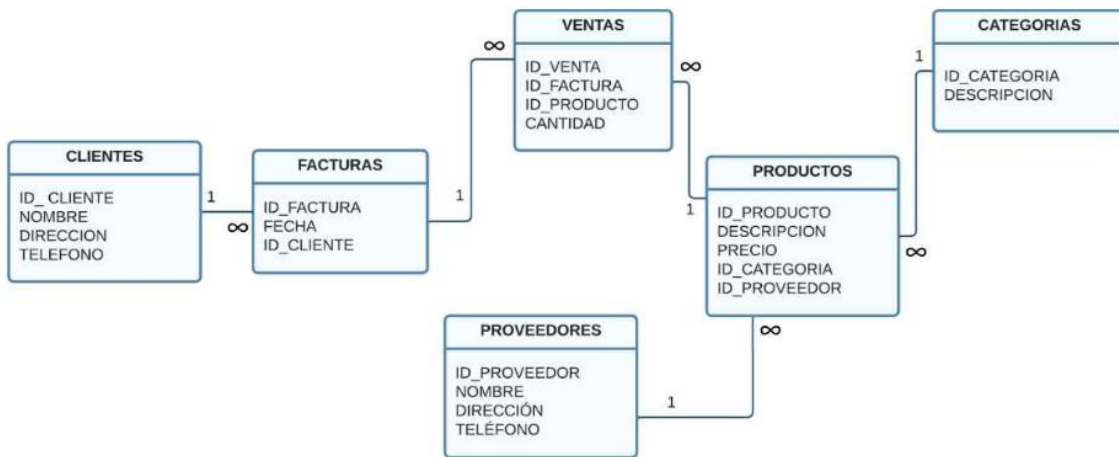 VENTAS
ID_VENTA
ID_FACTURA
ID_PRODUCTO
CANTIDAD
CATEGORIAS
ID_CATEGORIA
DESCRIPCION
CLIENTES
ID_ CLIENTE
NOMBRE
DIRECCION
TELEFONO
FACTURAS
ID_FACTURA
FECHA
ID_CLIENTE
PRODUCTOS
ID_PRODUCTO
DESCRIPCION
PRECIO
ID_CATEGORIA
ID_PROVEEDOR
PROVEEDORES
ID_PROVEEDOR
NOMBRE
DIRECCIÓN
TELÉFONO
1
∞
1
∞
∞
1
1
∞
1
∞